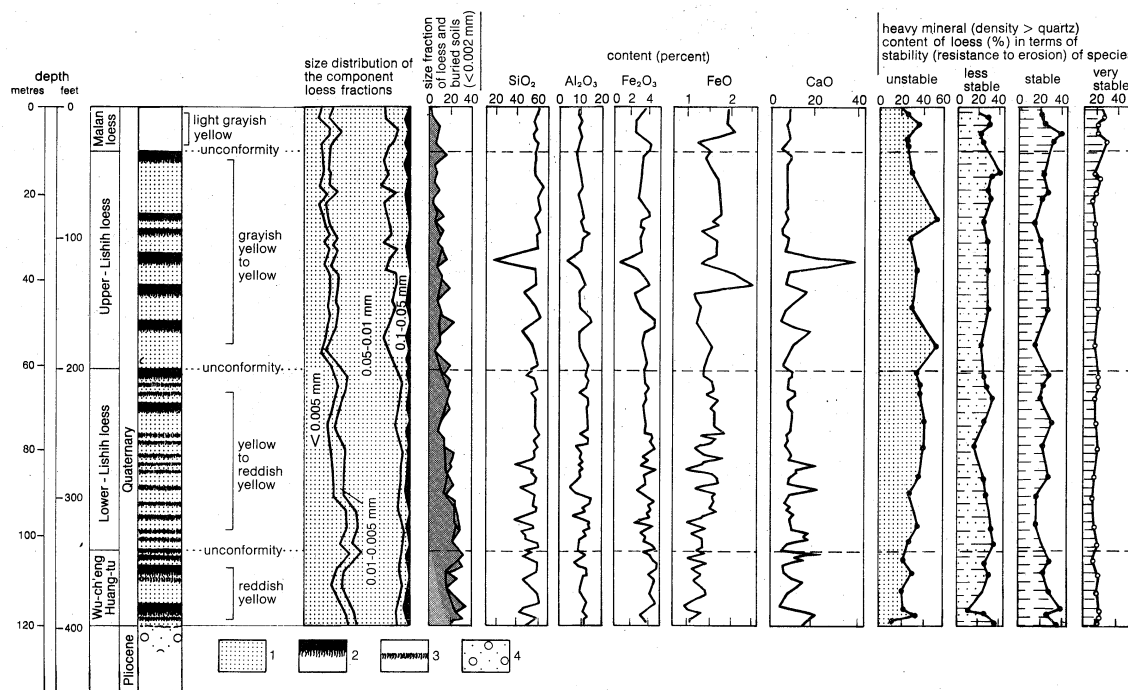 depth
metres feet
size distribution of
the component
loess fractions
size fraction
of loess and
buried soils
(<0.002 mm)
content (percent)
SiO₂ Al₂O₃ Fe₂O₃ FeO CaO
heavy mineral (density > quartz)
content of loess (%) in terms of
stability (resistance to erosion) of species
unstable
less
stable
stable
very
stable
0 20 40
20 40 60
0 10 20
0 2 4
1 2
0 20 40
0 20 40 60
0 20 40
0 20 40
0 20 40
0
20
40
60
80
100
120
0
100
200
300
400
Malan
loess
Upper - Lishih loess
Lower - Lishih loess
Wu-ch'eng
Huang-tu
Quaternary
Pliocene
light grayish
yellow
unconformity
grayish
yellow
to
yellow
unconformity
yellow
to
reddish
yellow
unconformity
reddish
yellow
< 0.005 mm
0.01-0.005 mm
0.05-0.01 mm
0.1-0.05 mm
1
2
3
4